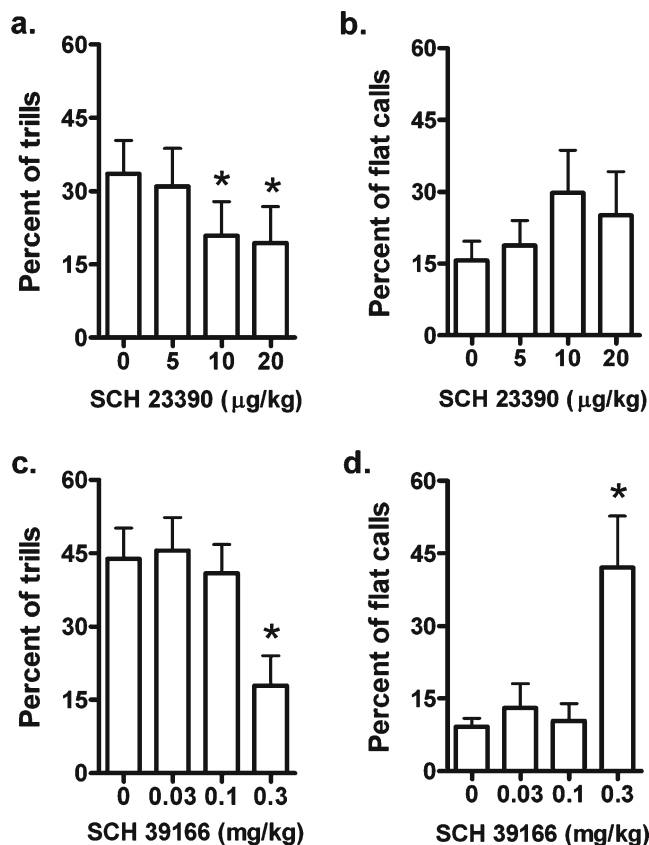 a.
Percent of trills
60
45
30
15
0
* *
0 5 10 20
SCH 23390 (μg/kg)
b.
Percent of flat calls
60
45
30
15
0
0 5 10 20
SCH 23390 (μg/kg)
c.
Percent of trills
60
45
30
15
0
*
0 0.03 0.1 0.3
SCH 39166 (mg/kg)
d.
Percent of flat calls
60
45
30
15
0
*
0 0.03 0.1 0.3
SCH 39166 (mg/kg)